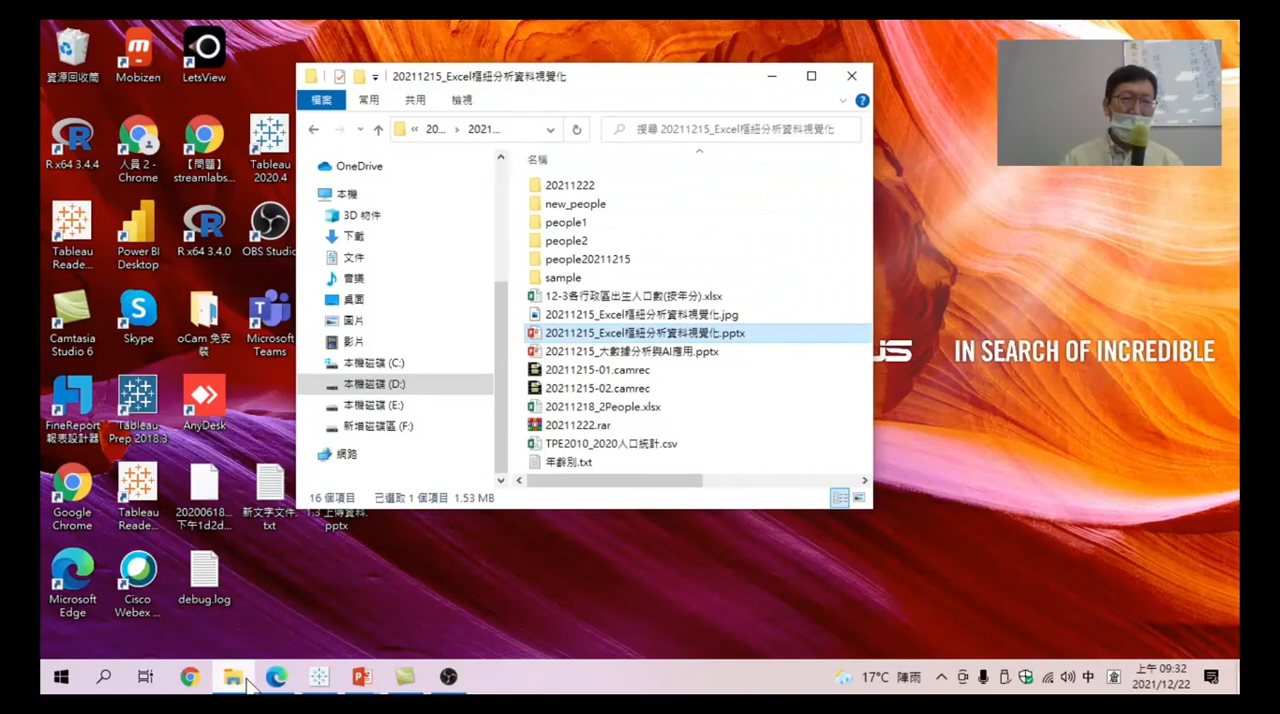 資源回收筒
Mobizen
LetsView
R x64 3.4.4
人員 2 -
Chrome
【問題】
streamlabs...
Tableau
2020.4
Tableau
Reade...
Power BI
Desktop
R x64 3.4.0
OBS Studio
Camtasia
Studio 6
Skype
oCam 免安
裝
Microsoft
Teams
FineReport
報表設計器
Tableau
Prep 2018.3
AnyDesk
Google
Chrome
Tableau
Reade...
20200618...
下午1d2d...
新文字文件.
txt
1.3 上傳資料.
pptx
Microsoft
Edge
Cisco
Webex ...
debug.log
20211215_Excel樞紐分析資料視覺化
檔案
常用
共用
檢視
« 20... › 2021...
搜尋 20211215_Excel樞紐分析資料視覺化
OneDrive
本機
3D 物件
下載
文件
音樂
桌面
圖片
影片
本機磁碟 (C:)
本機磁碟 (D:)
本機磁碟 (E:)
新增磁碟區 (F:)
網路
名稱
20211222
new_people
people1
people2
people20211215
sample
12-3各行政區出生人口數(按年分).xlsx
20211215_Excel樞紐分析資料視覺化.jpg
20211215_Excel樞紐分析資料視覺化.pptx
20211215_大數據分析與AI應用.pptx
20211215-01.camrec
20211215-02.camrec
20211218_2People.xlsx
20211222.rar
TPE2010_2020人口統計.csv
年齡別.txt
16 個項目 已選取 1 個項目 1.53 MB
US IN SEARCH OF INCREDIBLE
17°C 陣雨
中
倉
上午 09:32
2021/12/22